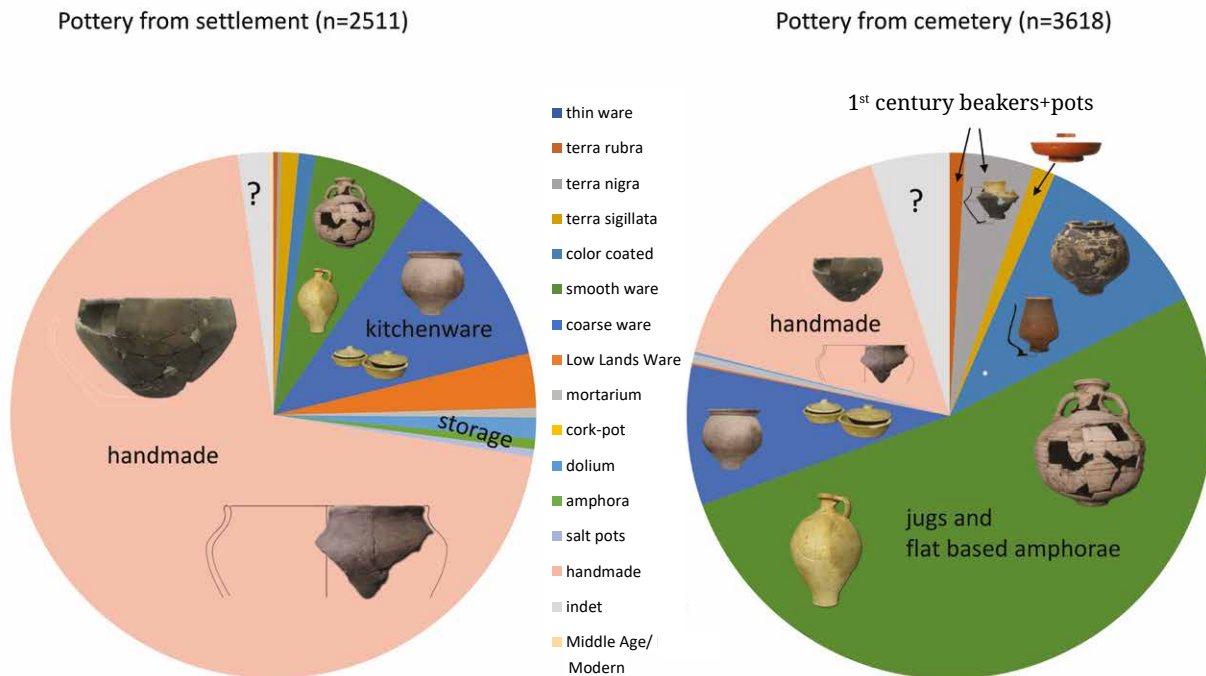 Pottery from settlement (n=2511)
Pottery from cemetery (n=3618)
1st century beakers+pots
thin ware
terra rubra
terra nigra
terra sigillata
color coated
smooth ware
coarse ware
Low Lands Ware
mortarium
cork-pot
dolium
amphora
salt pots
handmade
indet
Middle Age/
Modern
?
kitchenware
storage
handmade
?
handmade
jugs and
flat based amphorae